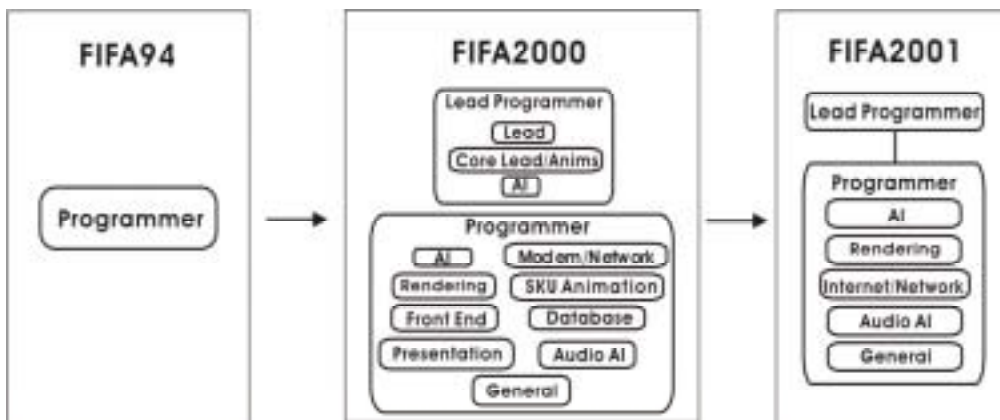 FIFA94
Programmer
FIFA2000
Lead Programmer
Lead
Core Lead/Anims
AI
Programmer
AI
Modem/Network
Rendering
SKU Animation
Front End
Database
Presentation
Audio AI
General
FIFA2001
Lead Programmer
Programmer
AI
Rendering
Internet/Network
Audio AI
General